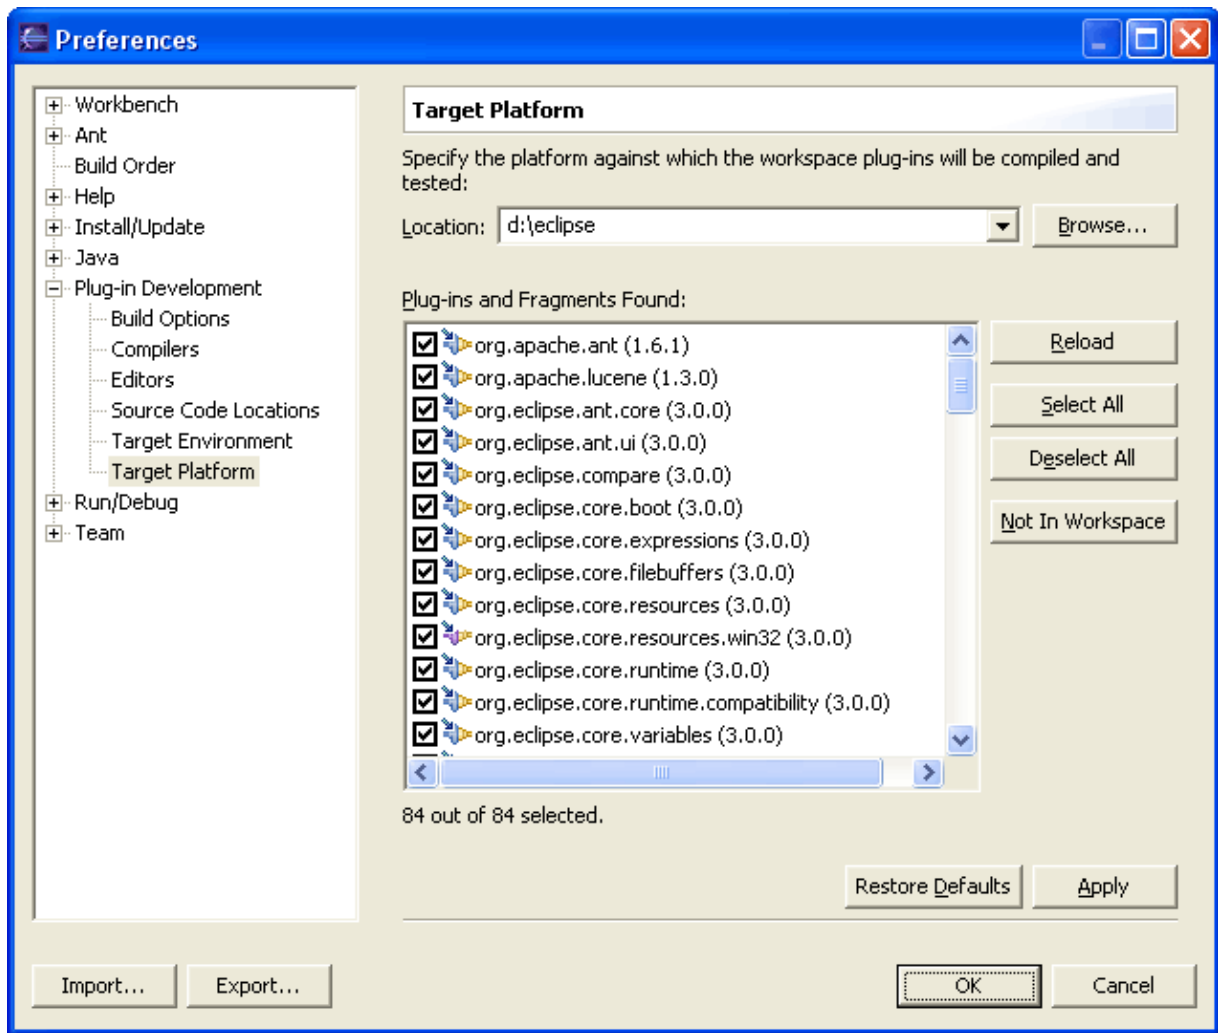 Preferences
Workbench
Ant
Build Order
Help
Install/Update
Java
Plug-in Development
Build Options
Compilers
Editors
Source Code Locations
Target Environment
Target Platform
Run/Debug
Team
Target Platform
Specify the platform against which the workspace plug-ins will be compiled and
tested:
Location: d:\eclipse Browse...
Plug-ins and Fragments Found:
org.apache.ant (1.6.1)
org.apache.lucene (1.3.0)
org.eclipse.ant.core (3.0.0)
org.eclipse.ant.ui (3.0.0)
org.eclipse.compare (3.0.0)
org.eclipse.core.boot (3.0.0)
org.eclipse.core.expressions (3.0.0)
org.eclipse.core.filebuffers (3.0.0)
org.eclipse.core.resources (3.0.0)
org.eclipse.core.resources.win32 (3.0.0)
org.eclipse.core.runtime (3.0.0)
org.eclipse.core.runtime.compatibility (3.0.0)
org.eclipse.core.variables (3.0.0)
Reload
Select All
Deselect All
Not In Workspace
84 out of 84 selected.
Restore Defaults Apply
Import... Export... OK Cancel